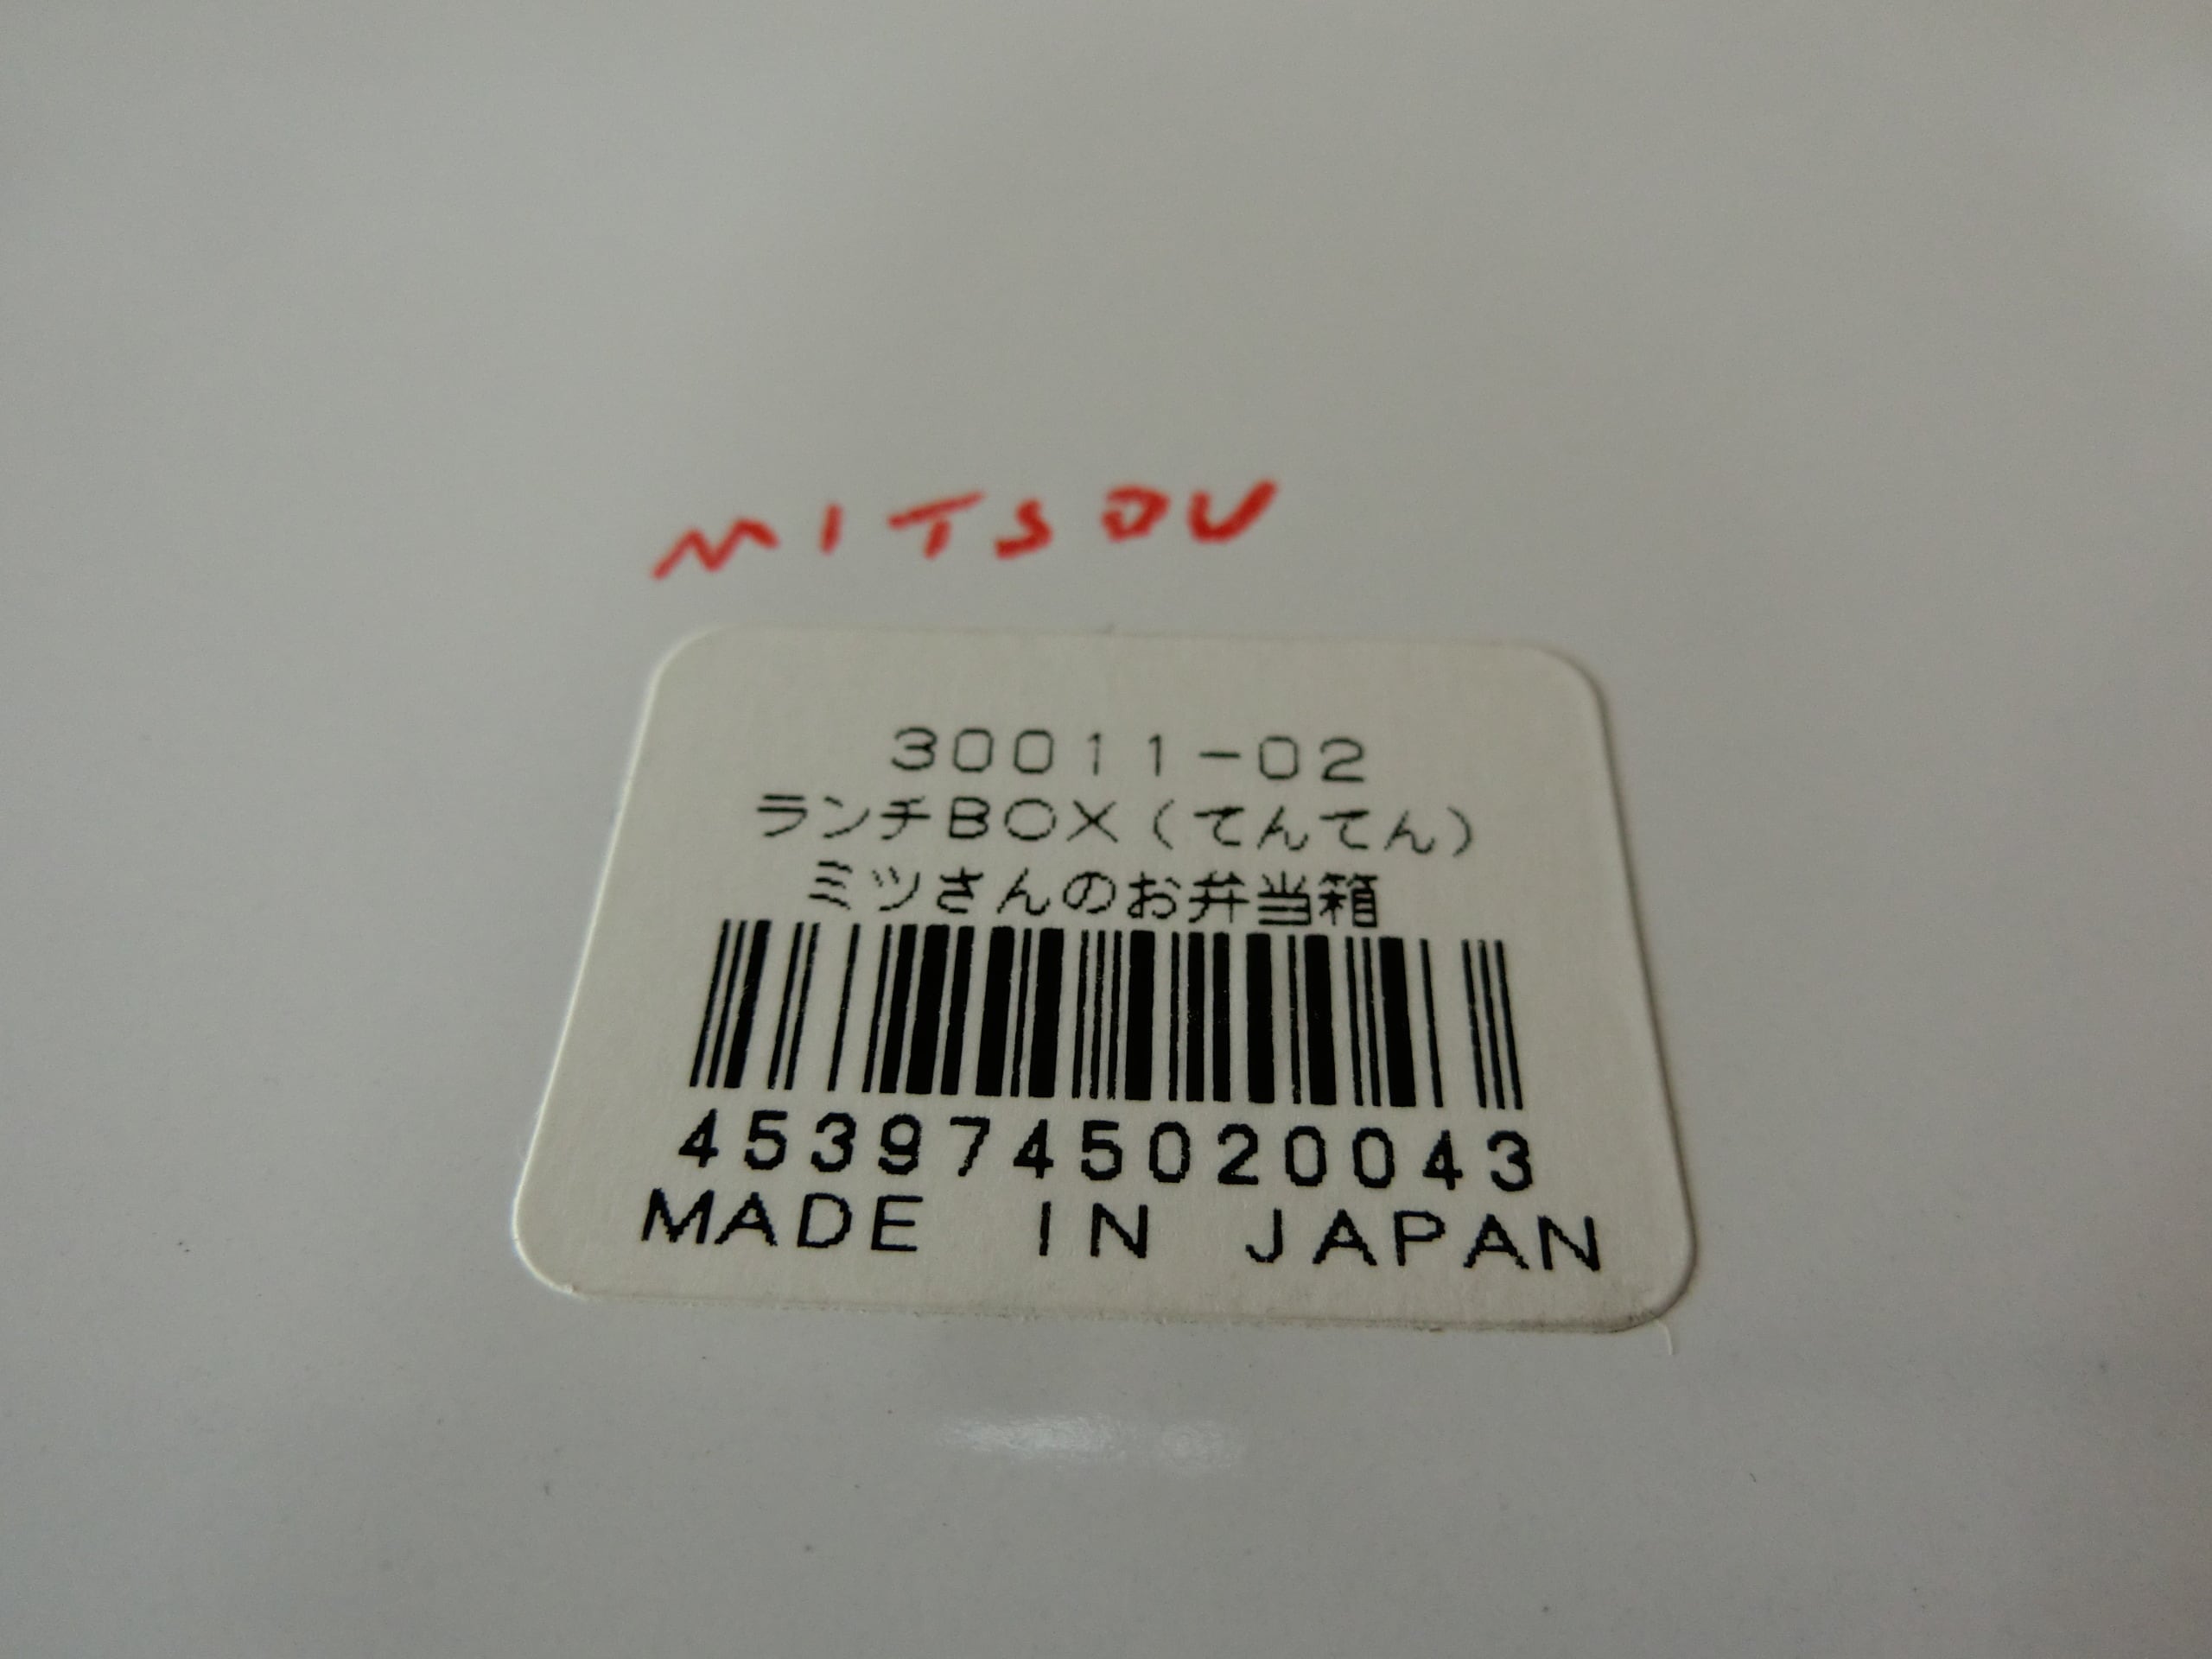 MITSOU
30011-02
ランチBOX(てんてん)
ミツさんのお弁当箱
4539745020043
MADE IN JAPAN